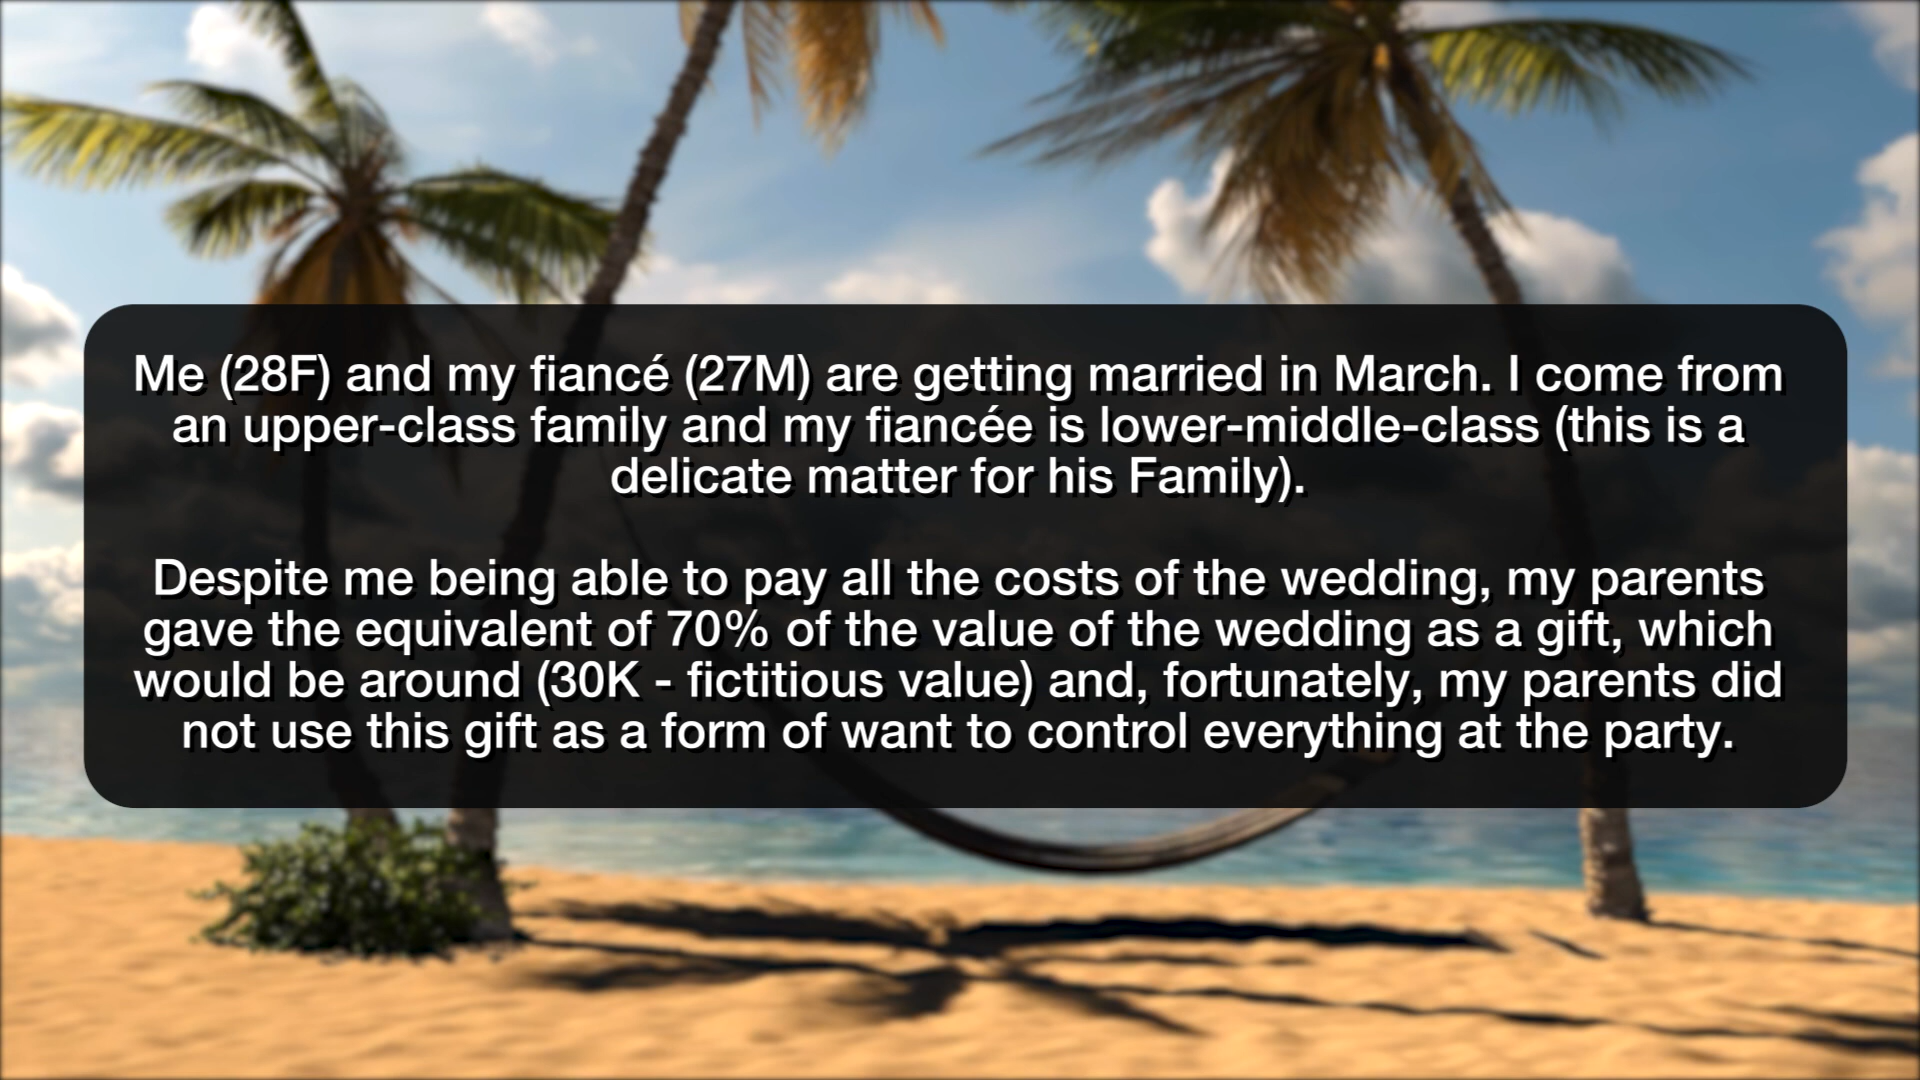 Me (28F) and my fiancé (27M) are getting married in March. I come from
an upper-class family and my fiancée is lower-middle-class (this is a
delicate matter for his Family).
Despite me being able to pay all the costs of the wedding, my parents
gave the equivalent of 70% of the value of the wedding as a gift, which
would be around (30K - fictitious value) and, fortunately, my parents did
not use this gift as a form of want to control everything at the party.